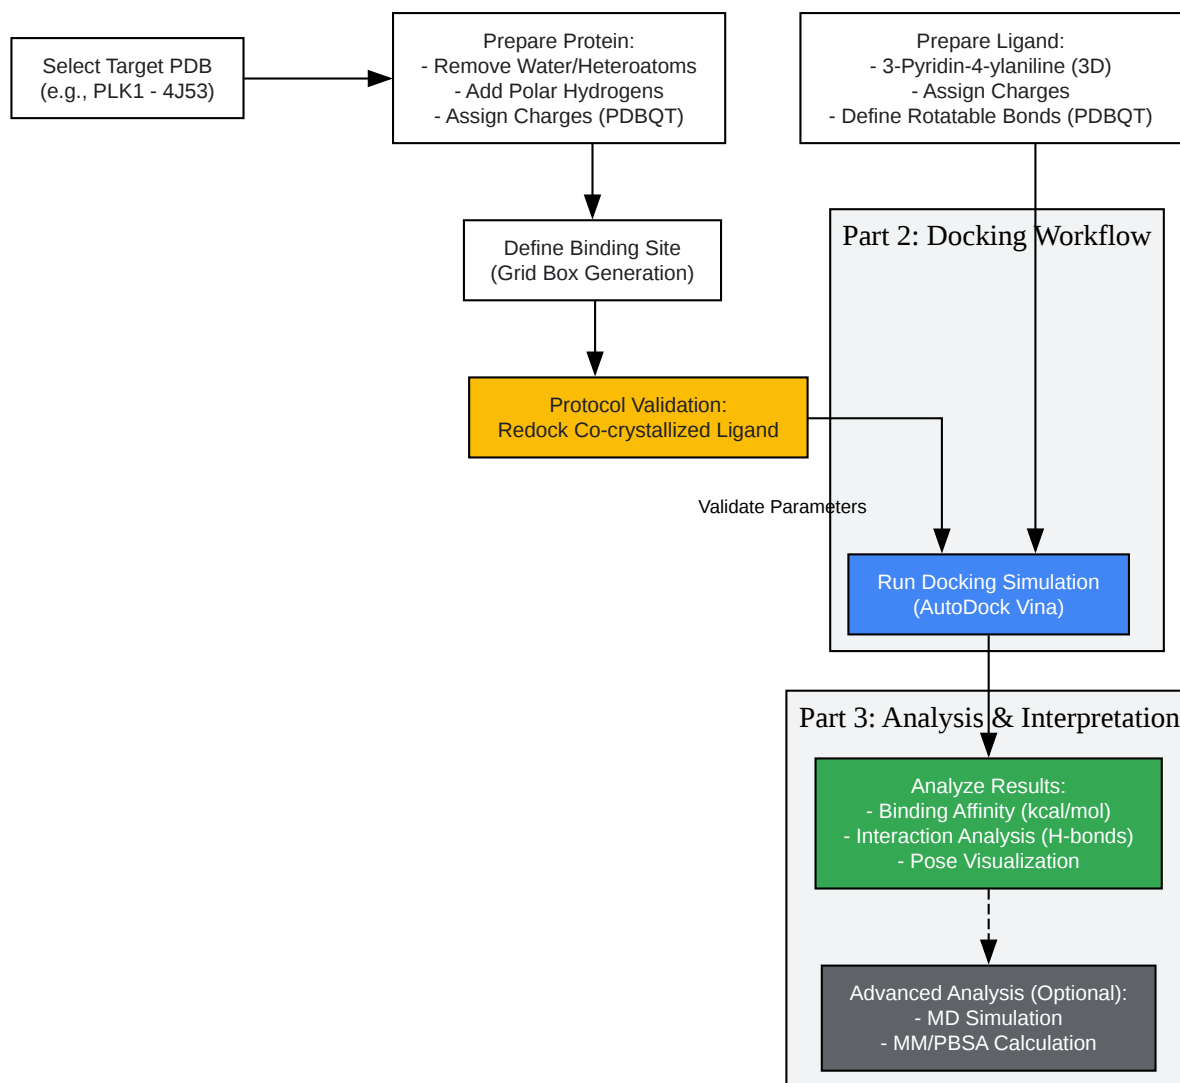 Select Target PDB
(e.g., PLK1 - 4J53)
Prepare Protein:
- Remove Water/Heteroatoms
- Add Polar Hydrogens
- Assign Charges (PDBQT)
Prepare Ligand:
- 3-Pyridin-4-ylaniline (3D)
- Assign Charges
- Define Rotatable Bonds (PDBQT)
Define Binding Site
(Grid Box Generation)
Part 2: Docking Workflow
Protocol Validation:
Redock Co-crystallized Ligand
Validate Parameters
Run Docking Simulation
(AutoDock Vina)
Part 3: Analysis & Interpretation
Analyze Results:
- Binding Affinity (kcal/mol)
- Interaction Analysis (H-bonds)
- Pose Visualization
Advanced Analysis (Optional):
- MD Simulation
- MM/PBSA Calculation